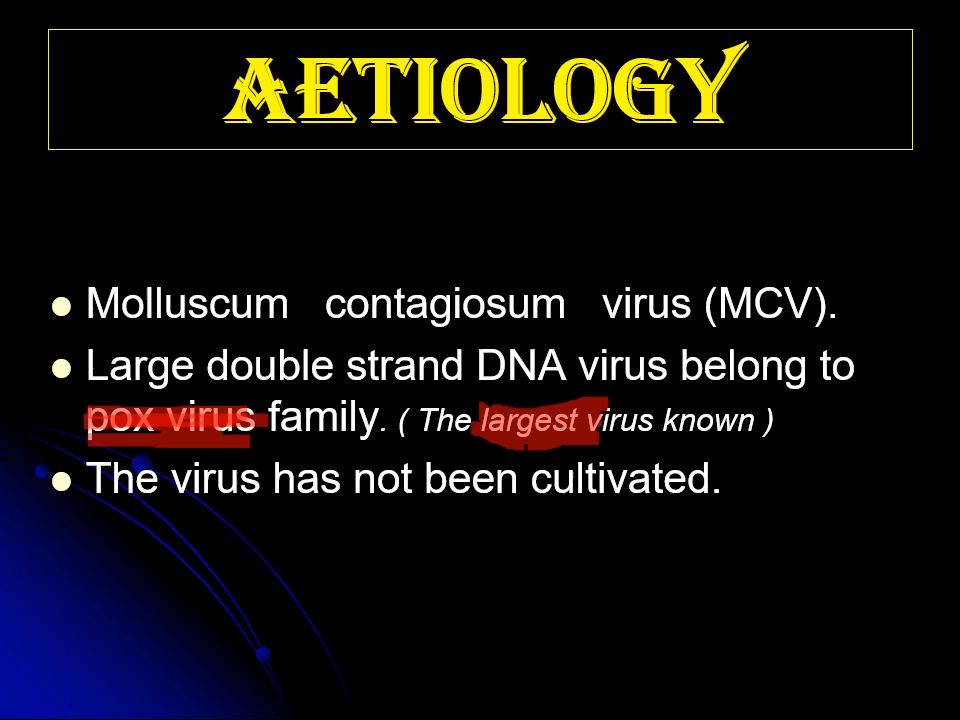 AETIOLOGY
Molluscum contagiosum virus (MCV).
Large double strand DNA virus belong to
pox virus family. ( The largest virus known )
The virus has not been cultivated.